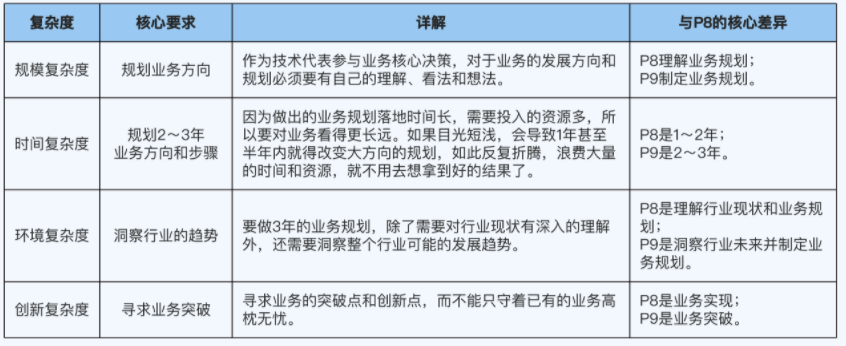 复杂度 核心要求 详解 与P8的核心差异
规模复杂度 规划业务方向 作为技术代表参与业务核心决策，对于业务的发展方向和
规划必须要有自己的理解、看法和想法。
P8理解业务规划；
P9制定业务规划。
时间复杂度 规划2～3年
业务方向和步骤
因为做出的业务规划落地时间长，需要投入的资源多，所
以要对业务看得更长远。如果目光短浅，会导致1年甚至
半年内就得改变大方向的规划，如此反复折腾，浪费大量
的时间和资源，就不用去想拿到好的结果了。
P8是1～2年；
P9是2～3年。
环境复杂度 洞察行业的趋势 要做3年的业务规划，除了需要对行业现状有深入的理解
外，还需要洞察整个行业可能的发展趋势。
P8是理解行业现状和业务规
划；
P9是洞察行业未来并制定业
务规划。
创新复杂度 寻求业务突破 寻求业务的突破点和创新点，而不能只守着已有的业务高
枕无忧。
P8是业务实现；
P9是业务突破。